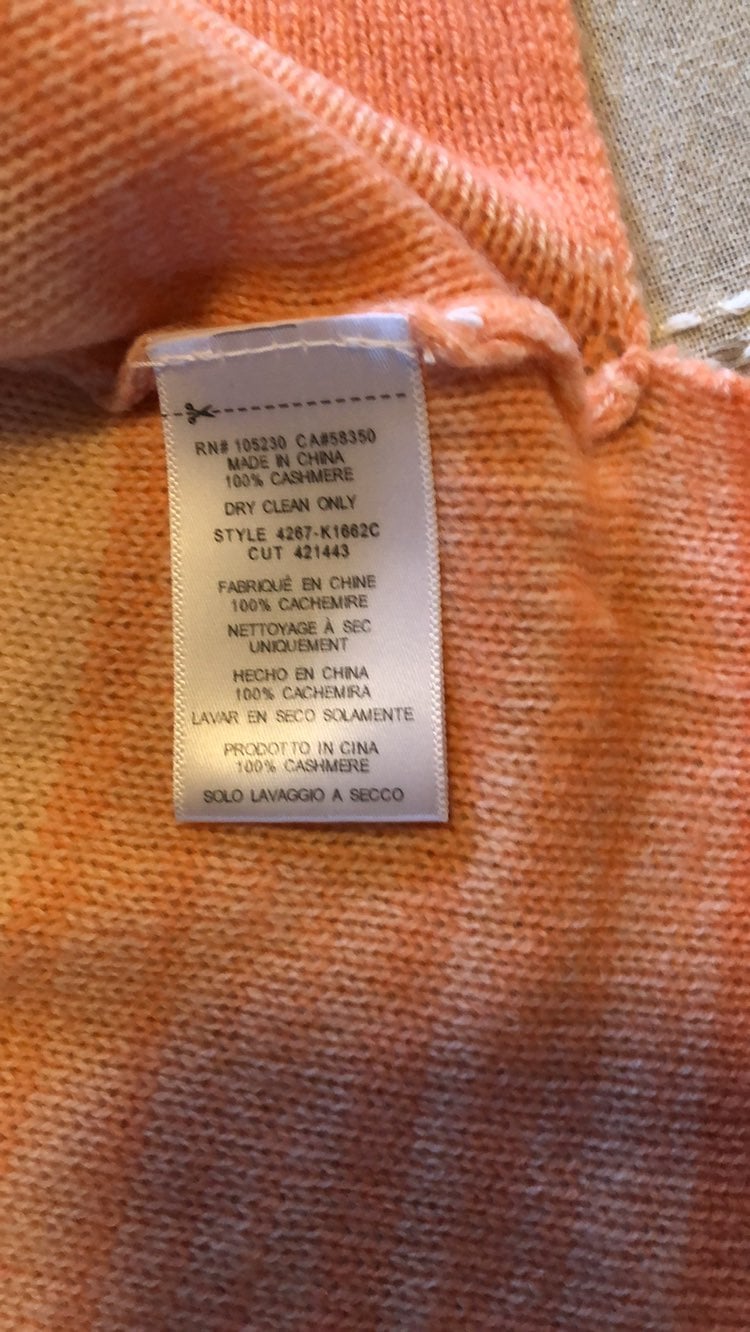 RN# 105230 CA#58350
MADE IN CHINA
100% CASHMERE
DRY CLEAN ONLY
STYLE 4267-K1662C
CUT 421443
FABRIQUÉ EN CHINE
100% CACHEMIRE
NETTOYAGE À SEC
UNIQUEMENT
HECHO EN CHINA
100% CACHEMIRA
LAVAR EN SECO SOLAMENTE
PRODOTTO IN CINA
100% CASHMERE
SOLO LAVAGGIO A SECCO